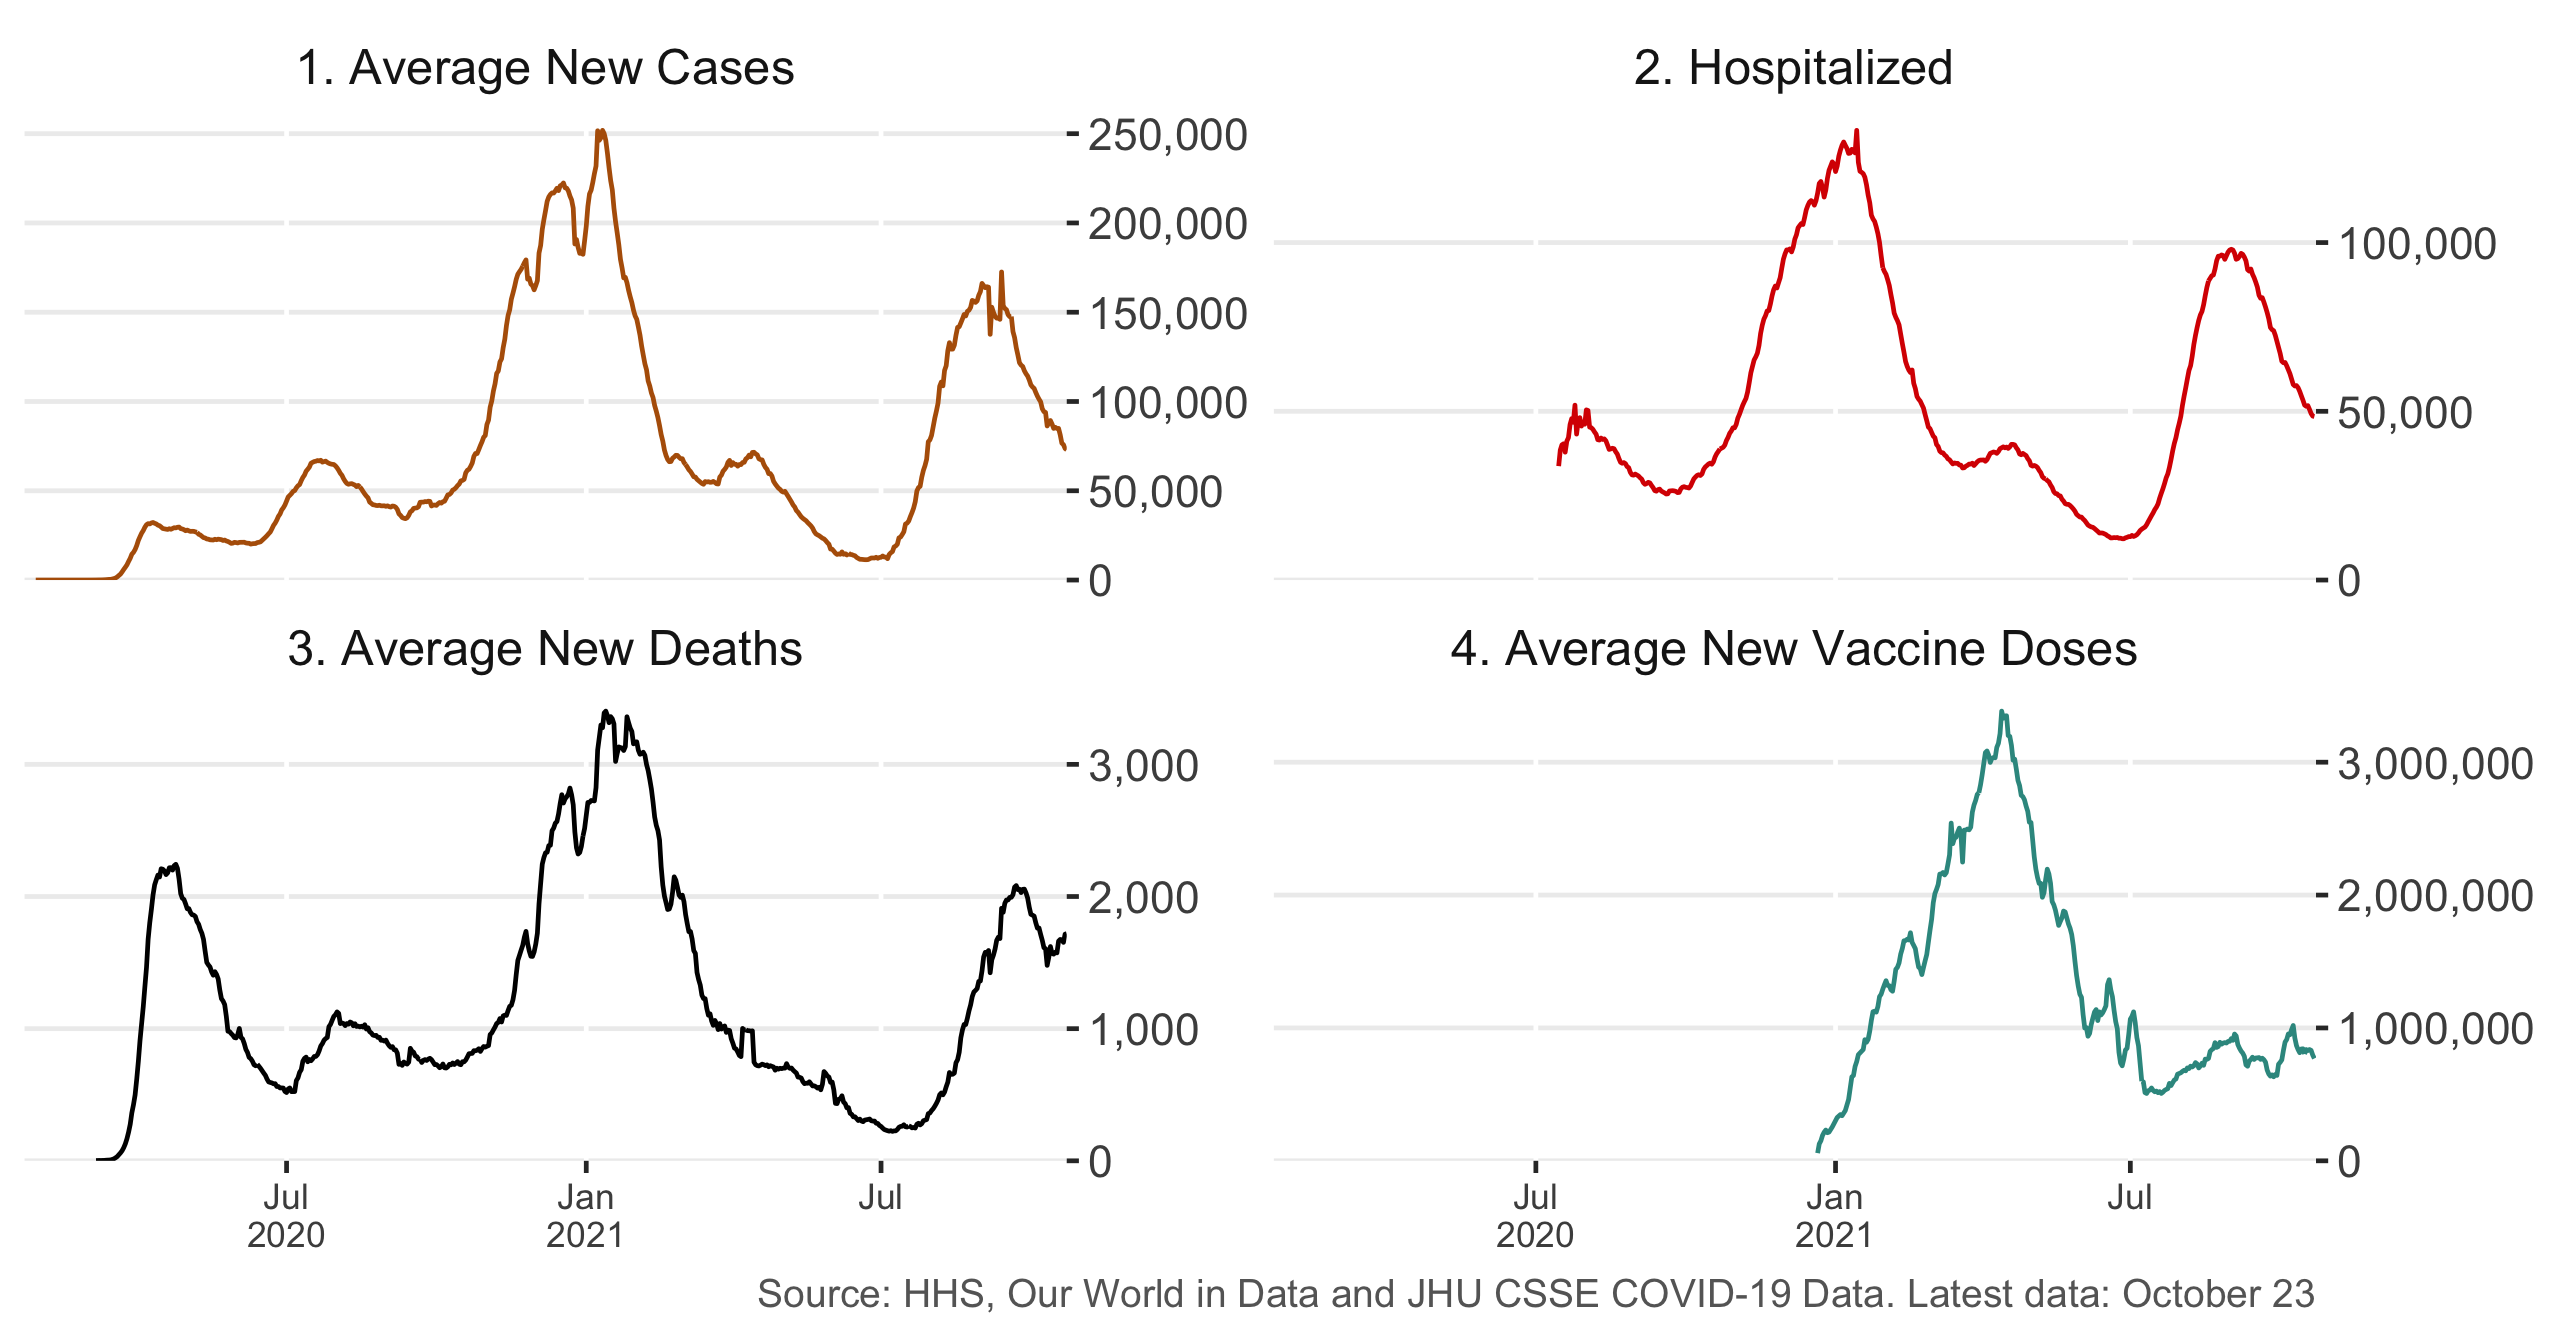 1. Average New Cases
250,000
200,000
150,000
100,000
50,000
0
2. Hospitalized
100,000
50,000
0
3. Average New Deaths
3,000
2,000
1,000
0
Jul
2020
Jan
2021
Jul
4. Average New Vaccine Doses
3,000,000
2,000,000
1,000,000
0
Jul
2020
Jan
2021
Jul
Source: HHS, Our World in Data and JHU CSSE COVID-19 Data. Latest data: October 23